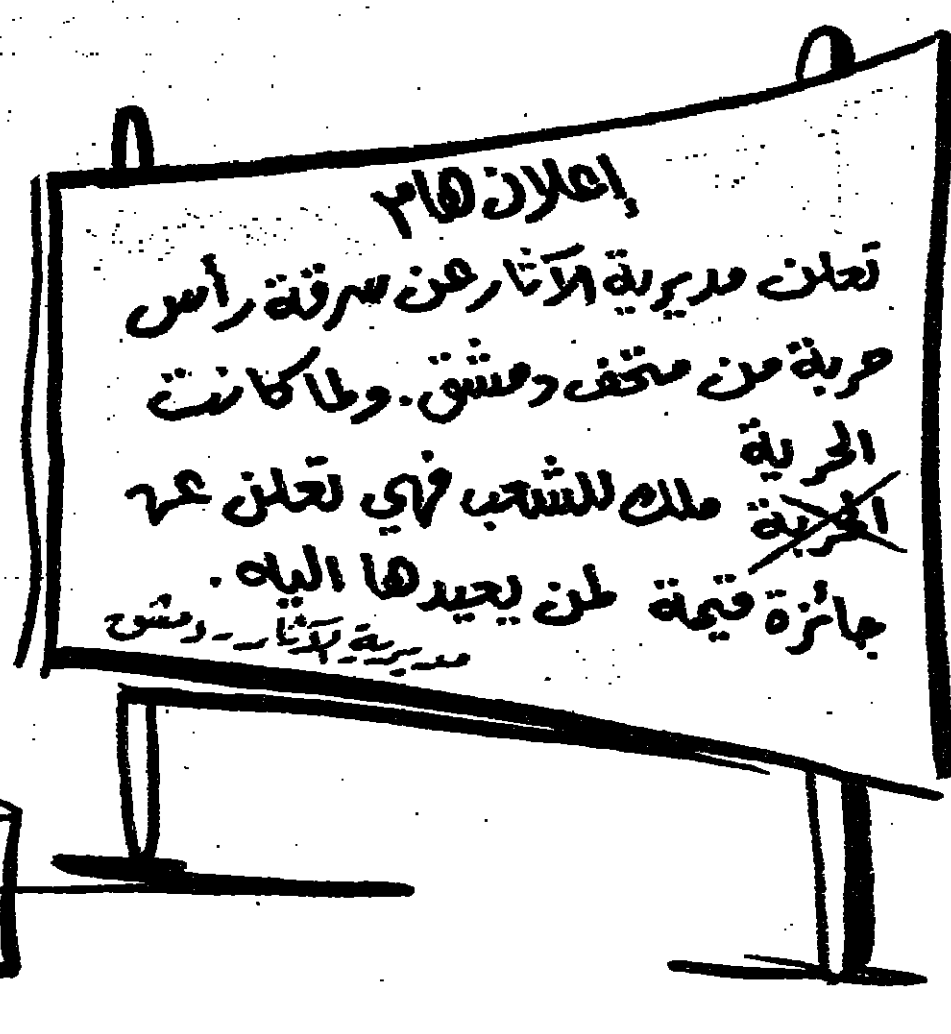 إعلان هام
تعلن مديرية الآثار عن سرقة رأس
حربة من متحف دمشق. ولما كانت
الحربة
الحربة ملك للشعب فهي تعلن عن
جائزة قيمة لمن يعيدها اليه.
مديرية الآثار -- دمشق